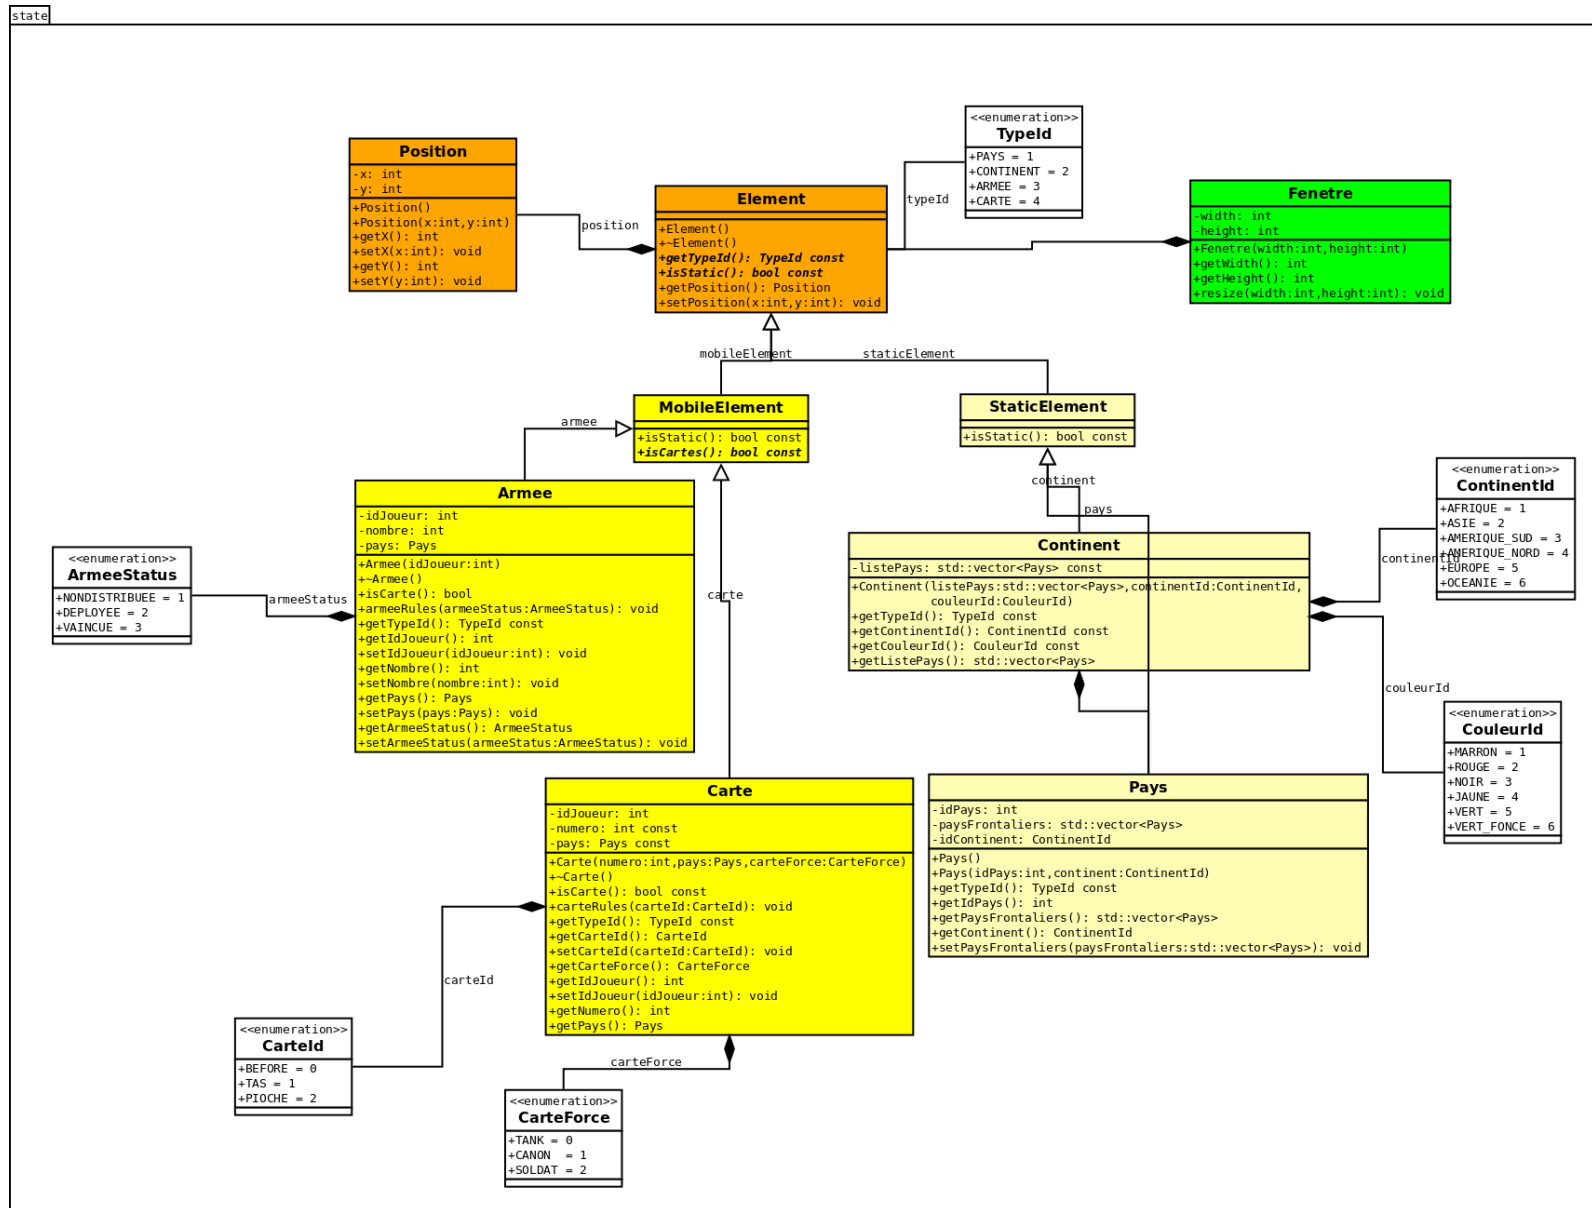 state
<<enumeration>>
TypeId
+PAYS = 1
+CONTINENT = 2
+ARMEE = 3
+CARTE = 4
Position
-x: int
-y: int
+Position()
+Position(x:int,y:int)
+getX(): int
+setX(x:int): void
+getY(): int
+setY(y:int): void
position
Element
+Element()
+~Element()
+getTypeId(): TypeId const
+isStatic(): bool const
+getPosition(): Position
+setPosition(x:int,y:int): void
typeId
Fenetre
-width: int
-height: int
+Fenetre(width:int,height:int)
+getWidth(): int
+getHeight(): int
+resize(width:int,height:int): void
mobileElement
staticElement
MobileElement
+isStatic(): bool const
+isCartes(): bool const
StaticElement
+isStatic(): bool const
armee
continent
pays
Armee
-idJoueur: int
-nombre: int
-pays: Pays
+Armee(idJoueur:int)
+~Armee()
+isCarte(): bool
+armeeRules(armeeStatus:ArmeeStatus): void
+getTypeId(): TypeId const
+getIdJoueur(): int
+setIdJoueur(idJoueur:int): void
+getNombre(): int
+setNombre(nombre:int): void
+getPays(): Pays
+setPays(pays:Pays): void
+getArmeeStatus(): ArmeeStatus
+setArmeeStatus(armeeStatus:ArmeeStatus): void
<<enumeration>>
ArmeeStatus
+NONDISTRIBUEE = 1
+DEPLOYEE = 2
+VAINCUE = 3
armeeStatus
carte
Continent
-listePays: std::vector<Pays> const
+Continent(listePays:std::vector<Pays>,continentId:ContinentId,
couleurId:CouleurId)
+getTypeId(): TypeId const
+getContinentId(): ContinentId const
+getCouleurId(): CouleurId const
+getListePays(): std::vector<Pays>
<<enumeration>>
ContinentId
+AFRIQUE = 1
+ASIE = 2
+AMERIQUE_SUD = 3
+AMERIQUE_NORD = 4
+EUROPE = 5
+OCEANIE = 6
continentId
couleurId
<<enumeration>>
CouleurId
+MARRON = 1
+ROUGE = 2
+NOIR = 3
+JAUNE = 4
+VERT = 5
+VERT_FONCE = 6
Carte
-idJoueur: int
-numero: int const
-pays: Pays const
+Carte(numero:int,pays:Pays,carteForce:CarteForce)
+~Carte()
+isCarte(): bool const
+carteRules(carteId:CarteId): void
+getTypeId(): TypeId const
+getCarteId(): CarteId
+setCarteId(carteId:CarteId): void
+getCarteForce(): CarteForce
+getIdJoueur(): int
+setIdJoueur(idJoueur:int): void
+getNumero(): int
+getPays(): Pays
Pays
-idPays: int
-paysFrontaliers: std::vector<Pays>
-idContinent: ContinentId
+Pays()
+Pays(idPays:int,continent:ContinentId)
+getTypeId(): TypeId const
+getIdPays(): int
+getPaysFrontaliers(): std::vector<Pays>
+getContinent(): ContinentId
+setPaysFrontaliers(paysFrontaliers:std::vector<Pays>): void
carteId
<<enumeration>>
CarteId
+BEFORE = 0
+TAS = 1
+PIOCHE = 2
carteForce
<<enumeration>>
CarteForce
+TANK = 0
+CANON  = 1
+SOLDAT = 2